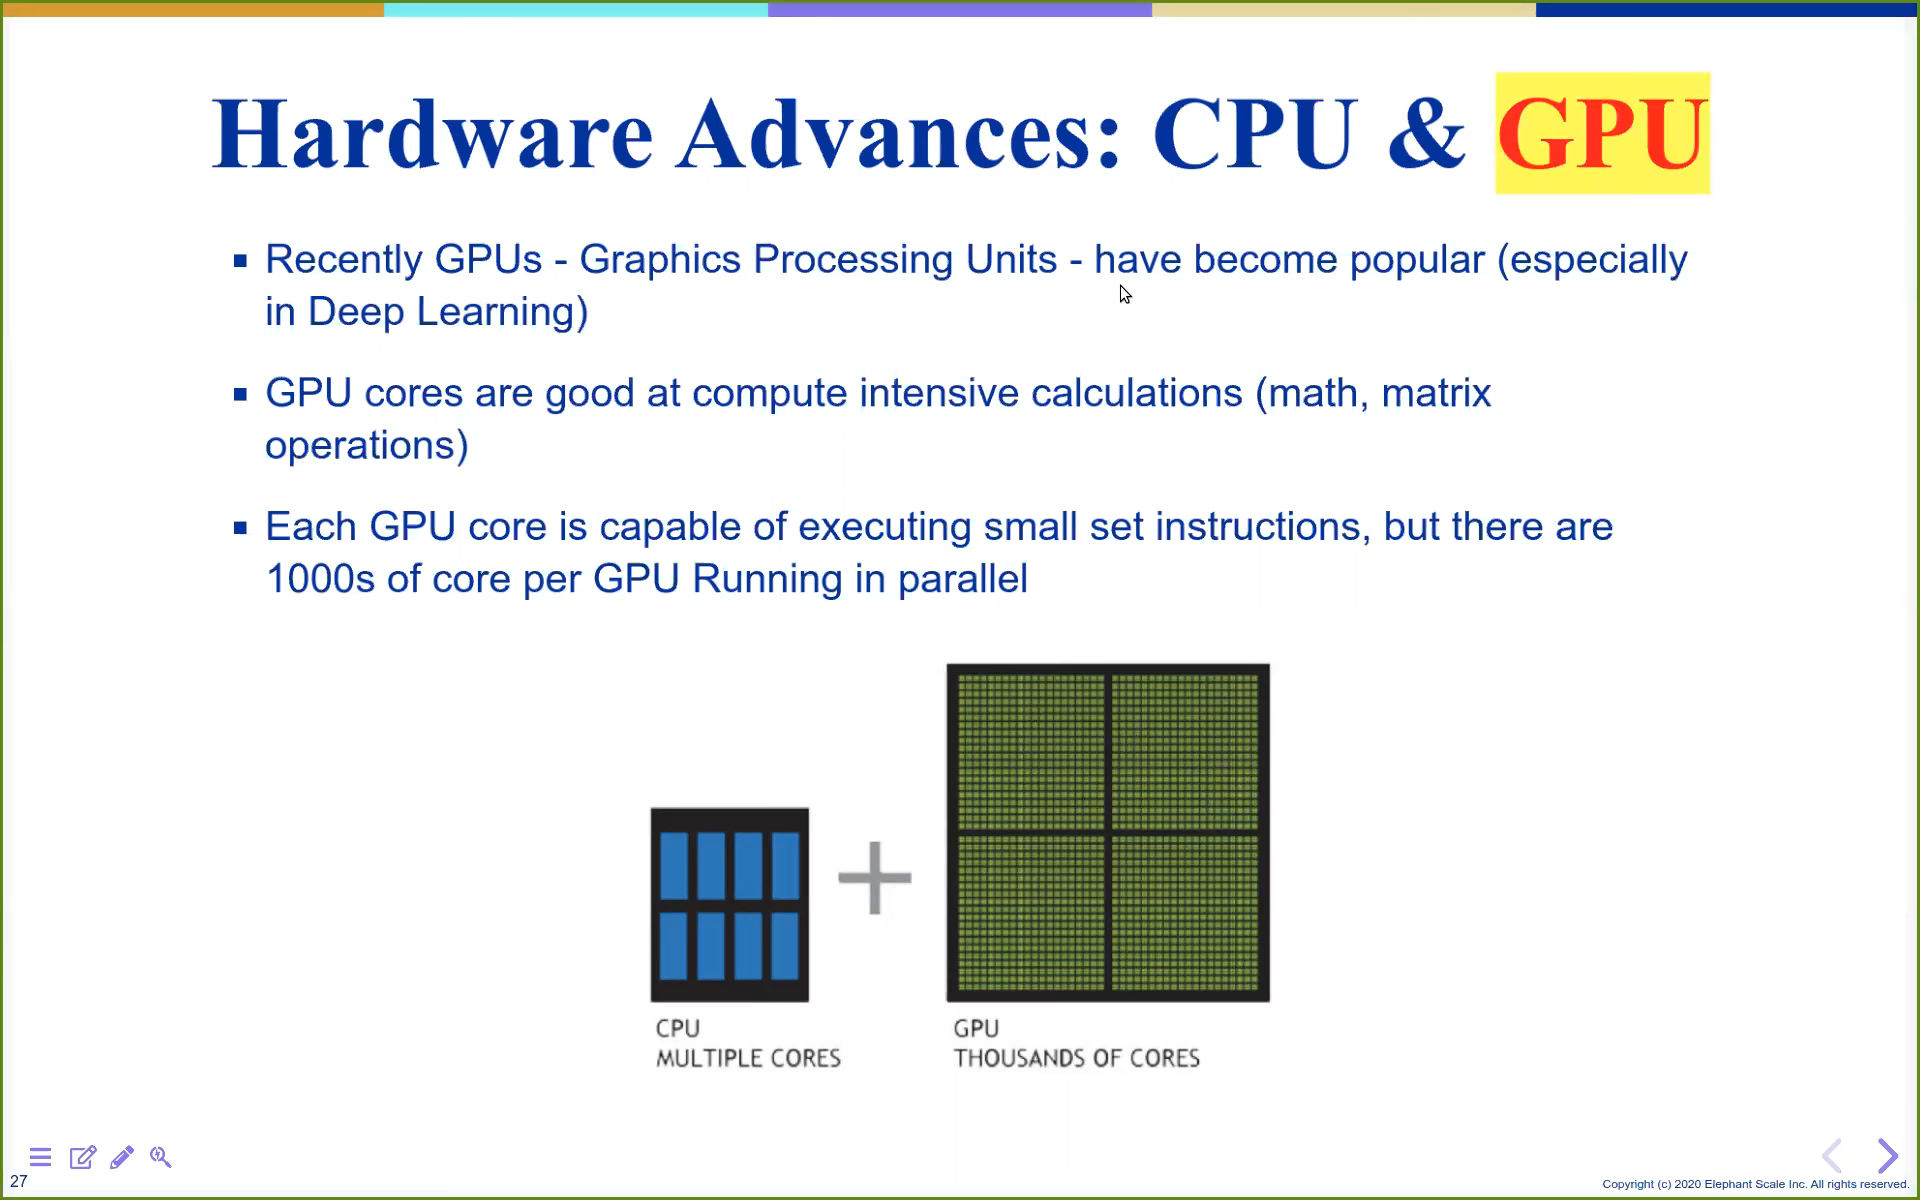 Hardware Advances: CPU & GPU
Recently GPUs - Graphics Processing Units - have become popular (especially
in Deep Learning)
GPU cores are good at compute intensive calculations (math, matrix
operations)
Each GPU core is capable of executing small set instructions, but there are
1000s of core per GPU Running in parallel
CPU
MULTIPLE CORES
GPU
THOUSANDS OF CORES
27
Copyright (c) 2020 Elephant Scale Inc. All rights reserved.